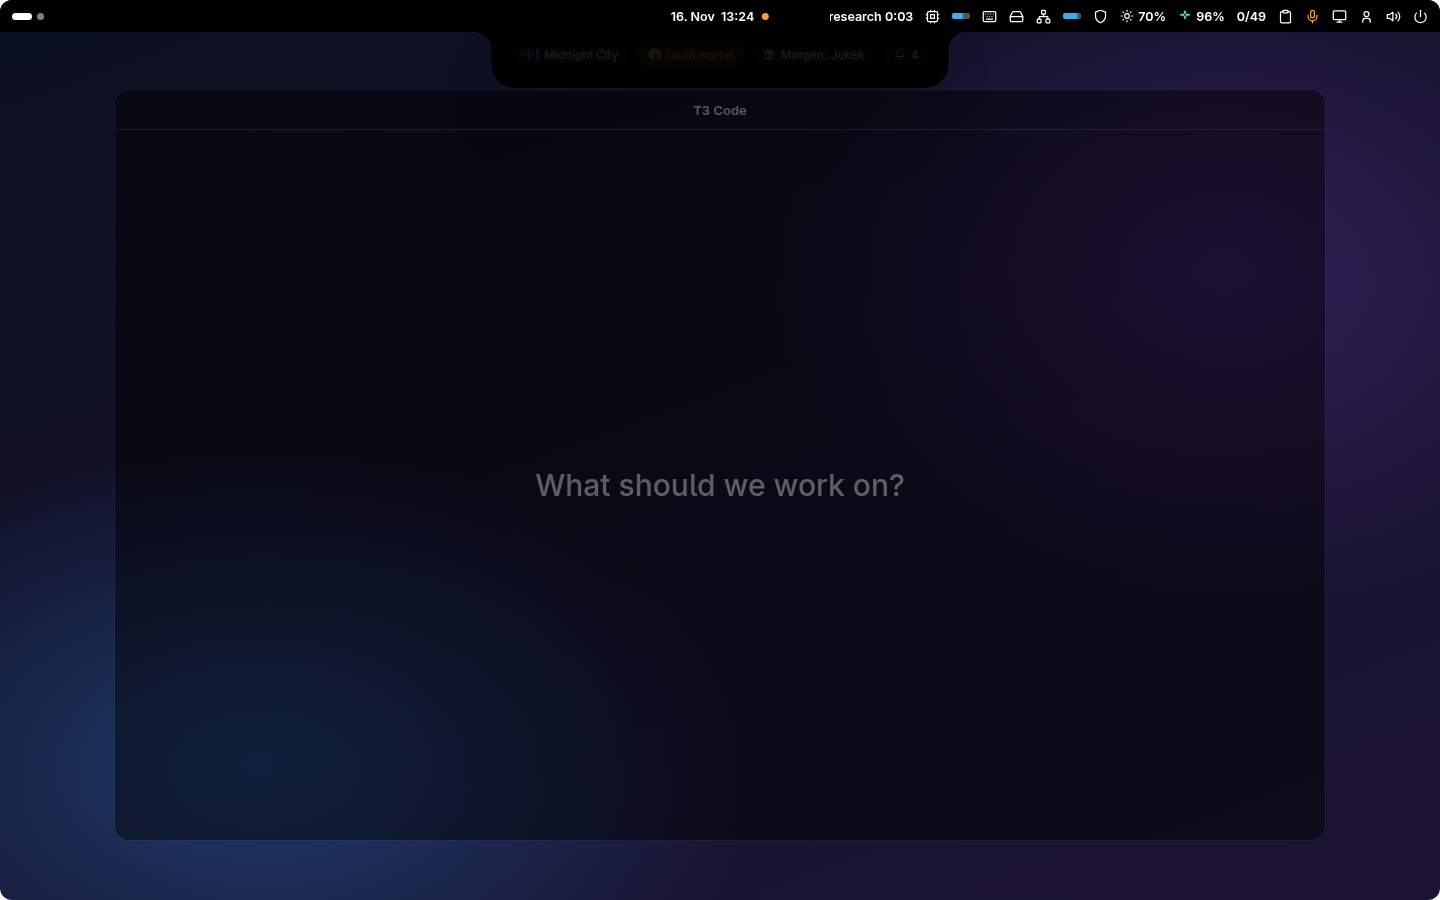 16. Nov 13:24
research 0:03
70%
96%
0/49
Midnight City
taullt wartet
Morgen: Jukek
4
T3 Code
What should we work on?